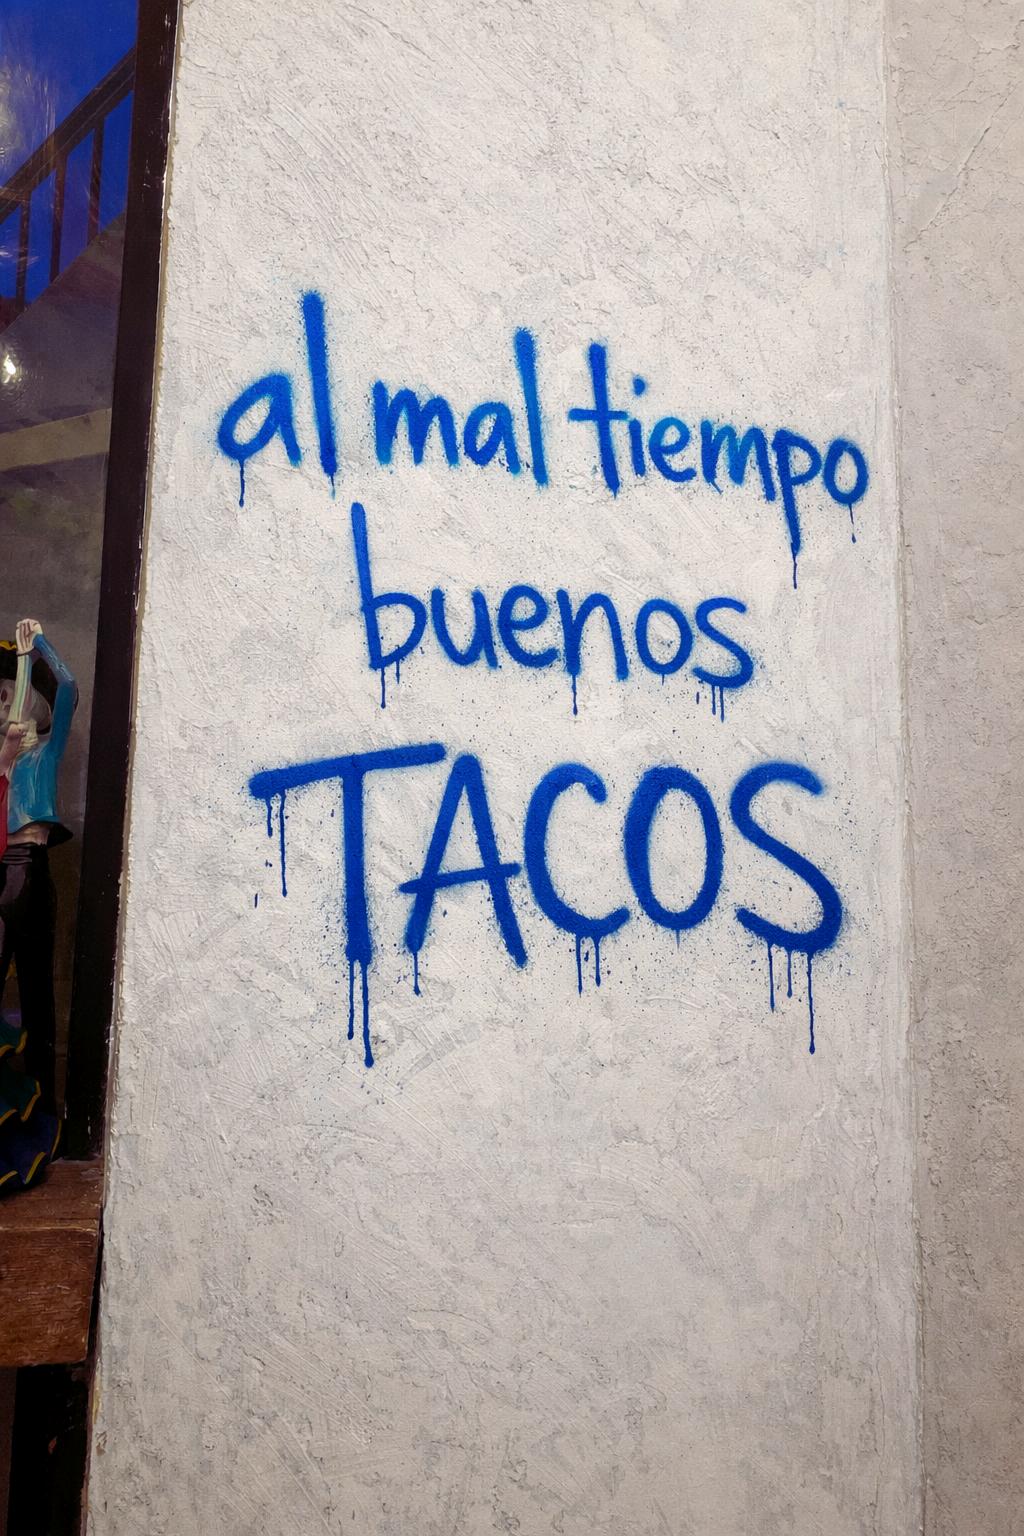 al mal tiempo
buenos
TACOS